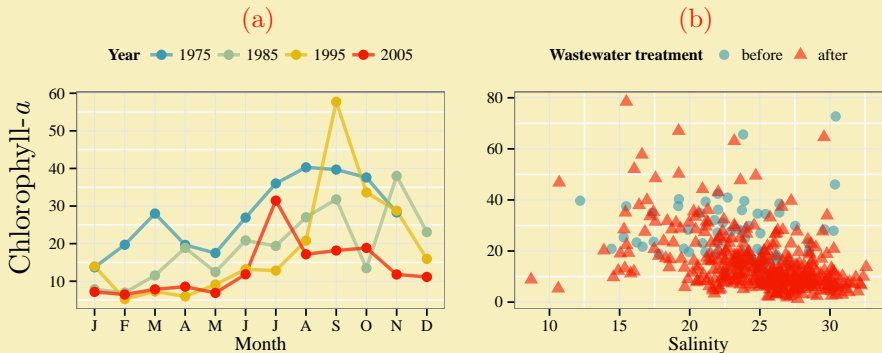 (a)
Year 1975 1985 1995 2005
Chlorophyll-a
60
50
40
30
20
10
J F M A M J J A S O N D
Month
(b)
Wastewater treatment before after
80
60
40
20
0
10 15 20 25 30
Salinity